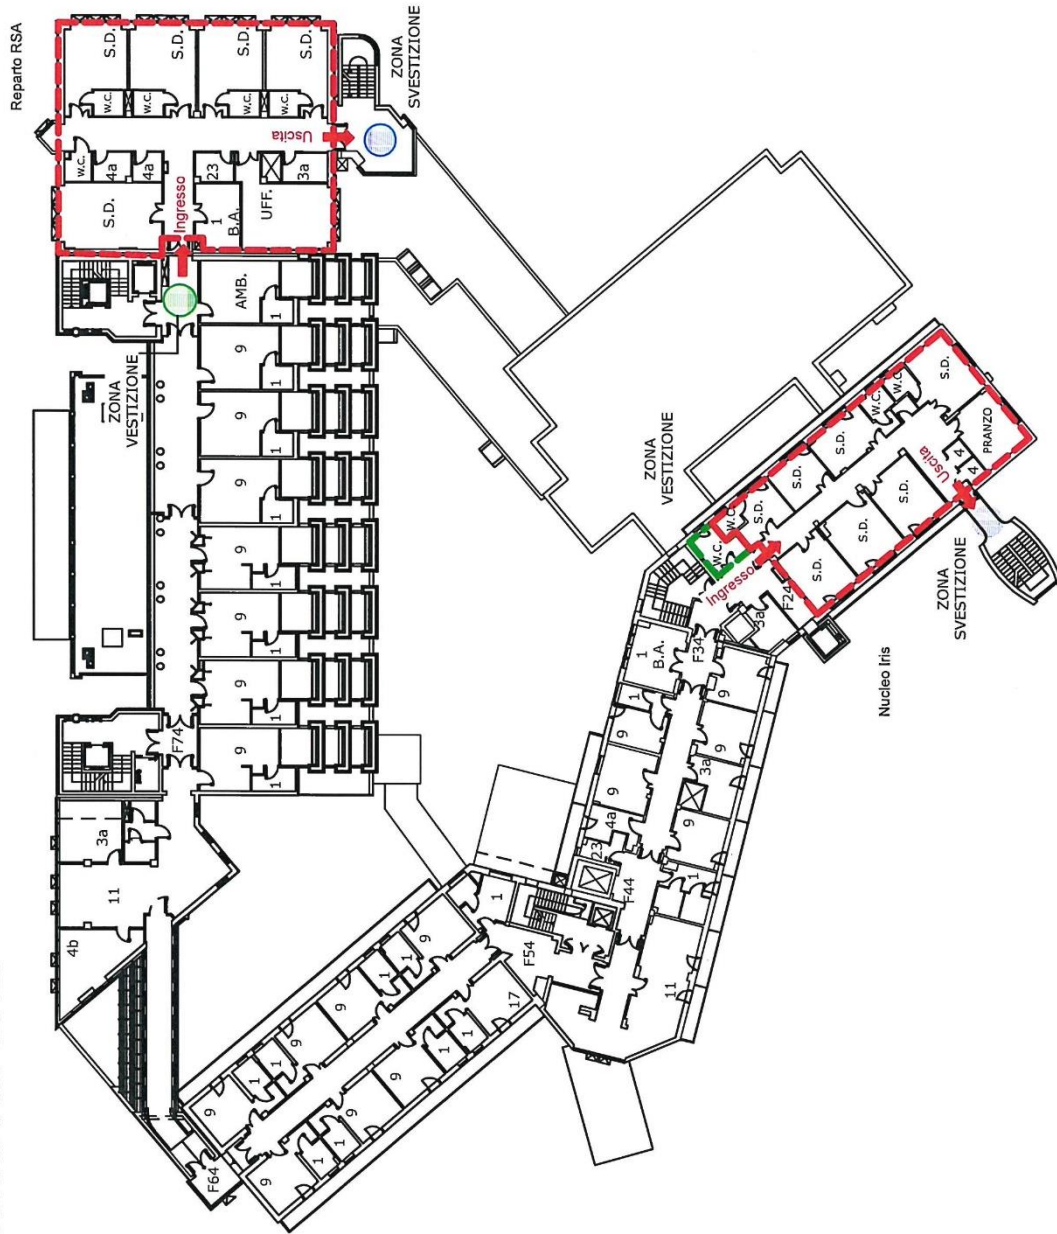 Reparto RSA
S.D.
S.D.
S.D.
S.D.
w.c.
w.c.
w.c.
w.c.
ZONA
SVESTIZIONE
Uscita
w.c.
4a
4a
23
3a
S.D.
Ingresso
1
B.A.
UFF.
AMB.
1
ZONA
VESTIZIONE
9
1
9
1
9
1
9
1
9
1
9
1
9
1
F74
3a
11
4b
F64
9
1
1
9
9
1
1
9
9
1
1
9
9
1
1
17
1
F54
11
F44
23
4a
1
9
9
3a
9
9
1
1
B.A.
F34
9
3a
F24
ZONA
VESTIZIONE
w.c.
w.c.
Ingresso
S.D.
S.D.
S.D.
w.c.
w.c.
S.D.
S.D.
S.D.
S.D.
PRANZO
4
4
Uscita
ZONA
SVESTIZIONE
Nucleo Iris